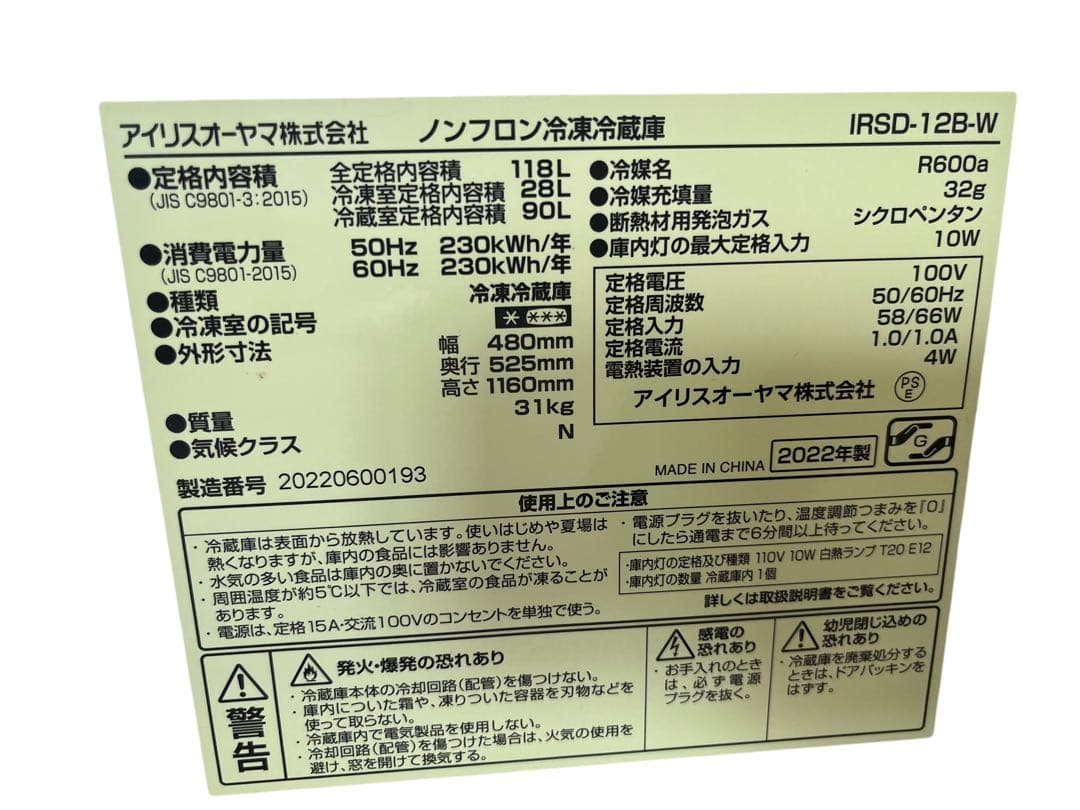 アイリスオーヤマ株式会社 ノンフロン冷凍冷蔵庫 IRSD-12B-W
●定格内容積 全定格内容積 118L
(JIS C9801-3:2015) 冷凍室定格内容積 28L
冷蔵室定格内容積 90L
●消費電力量 50Hz 230kWh/年
(JIS C9801-2015) 60Hz 230kWh/年
●種類 冷凍冷蔵庫
●冷凍室の記号
●外形寸法 幅 480mm
奥行 525mm
高さ 1160mm
●質量 31kg
●気候クラス N
製造番号 20220600193
●冷媒名 R600a
●冷媒充填量 32g
●断熱材用発泡ガス シクロペンタン
●庫内灯の最大定格入力 10W
定格電圧 100V
定格周波数 50/60Hz
定格入力 58/66W
定格電流 1.0/1.0A
電熱装置の入力 4W
アイリスオーヤマ株式会社 PS E
MADE IN CHINA 2022年製 G
使用上のご注意
・冷蔵庫は表面から放熱しています。使いはじめや夏場は
熱くなりますが、庫内の食品には影響ありません。
・水気の多い食品は庫内の奥に置かないでください。
・周囲温度が約5℃以下では、冷蔵室の食品が凍ることが
あります。
・電源は、定格15A・交流100Vのコンセントを単独で使う。
・電源プラグを抜いたり、温度調節つまみを「0」
にしたら通電まで6分間以上待ってください。
・庫内灯の定格及び種類 110V 10W 白熱ランプ T20 E12
・庫内灯の数量 冷蔵庫内1個
詳しくは取扱説明書をご覧ください。
警告
発火・爆発の恐れあり
・冷蔵庫本体の冷却回路(配管)を傷つけない。
・庫内についた霜や、凍りついた容器を刃物などを
使って取らない。
・冷蔵庫内で電気製品を使用しない。
・冷却回路(配管)を傷つけた場合は、火気の使用を
避け、窓を開けて換気する。
感電の
恐れあり
・お手入れのとき
は、必ず電源
プラグを抜く。
幼児閉じ込めの
恐れあり
・冷蔵庫を廃棄処分する
ときは、ドアパッキンを
はずす。